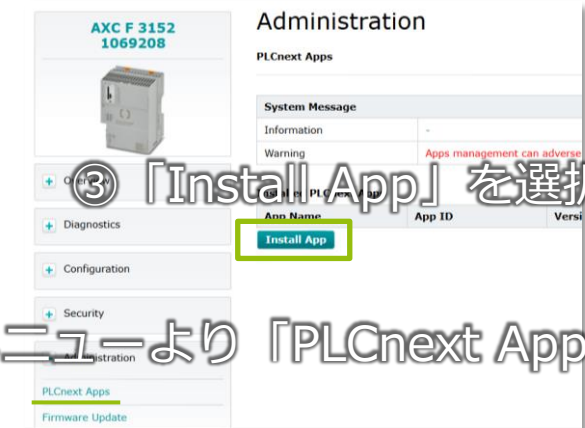 AXC F 3152
1069208
Administration
PLCnext Apps
System Message
Information -
Warning Apps management can adverse
③「Install App」を選択
App Name App ID Versi
Install App
Diagnostics
Configuration
Security
ニューより「PLCnext App
Administration
PLCnext Apps
Firmware Update